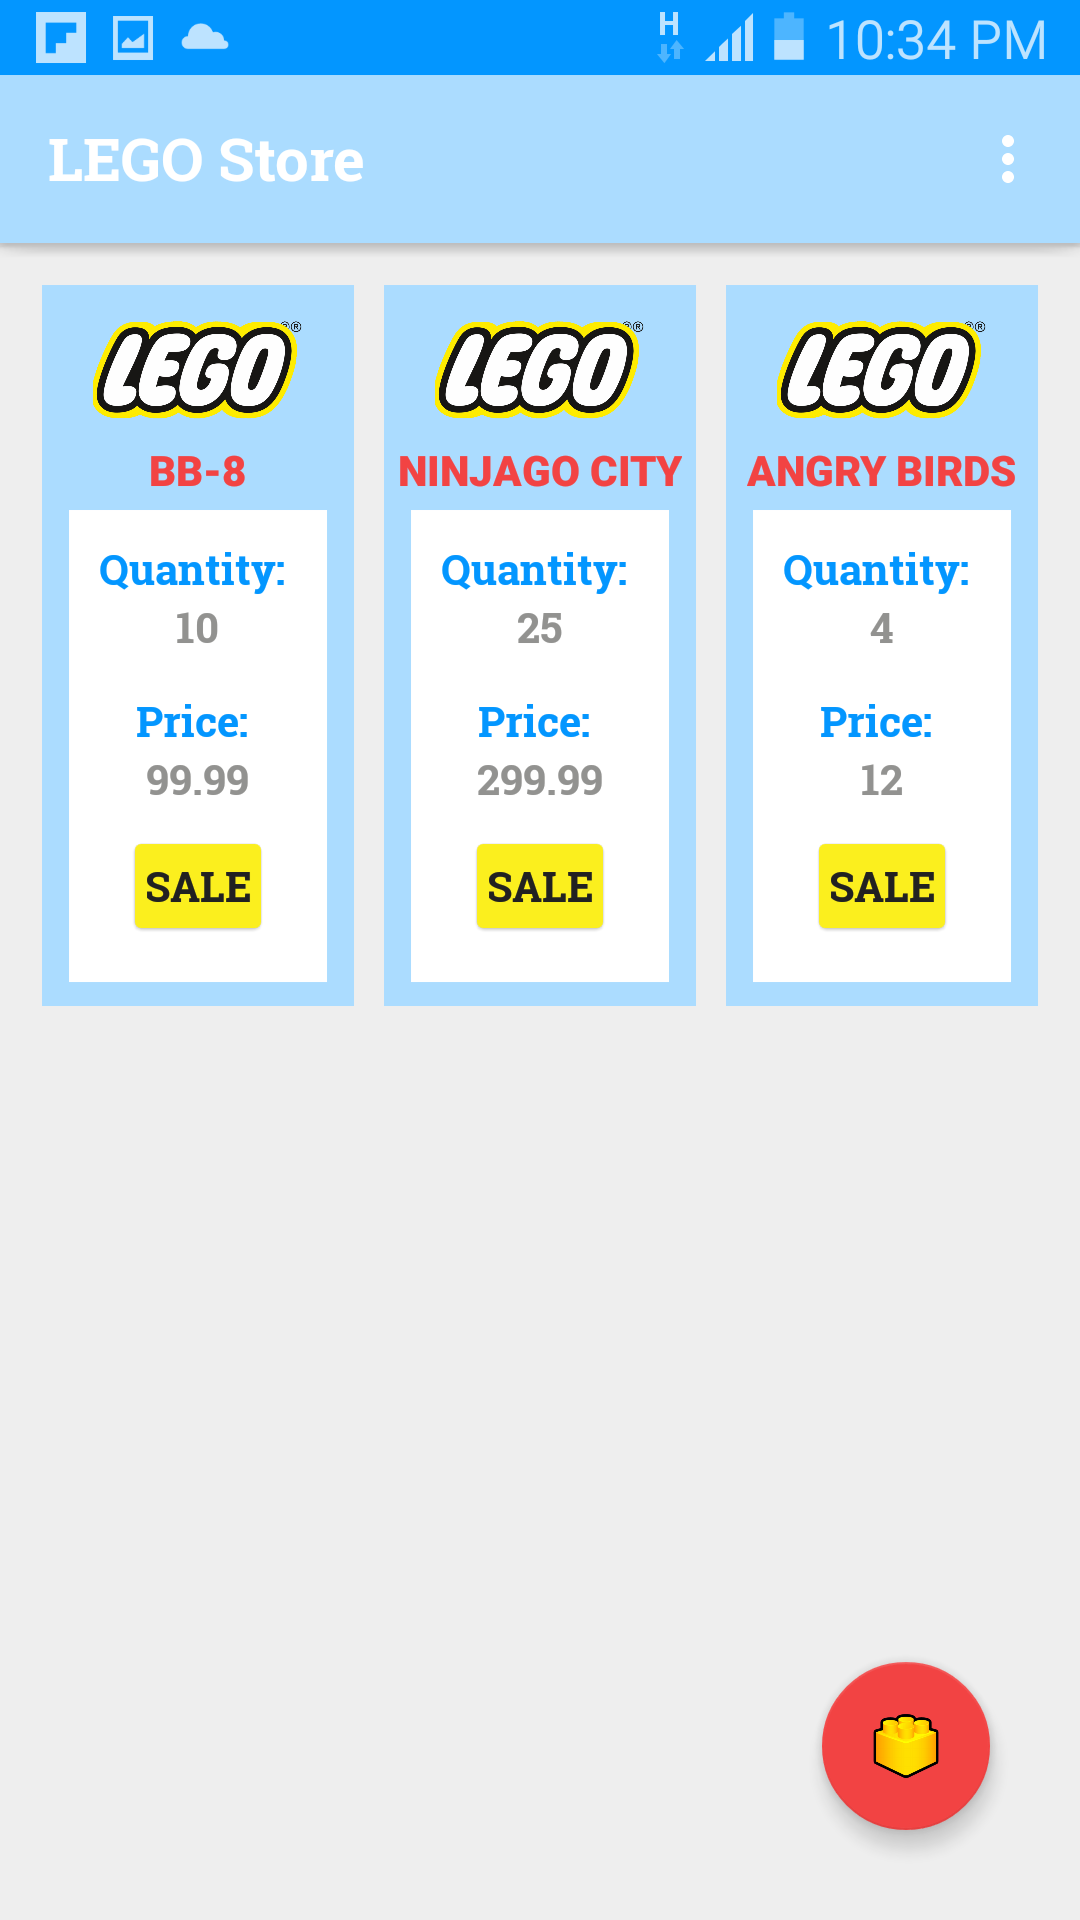 H 10:34 PM
LEGO Store
LEGO®® LEGO®® LEGO®®
BB-8 NINJAGO CITY ANGRY BIRDS
Quantity: Quantity: Quantity:
10 25 4
Price: Price: Price:
99.99 299.99 12
SALE SALE SALE